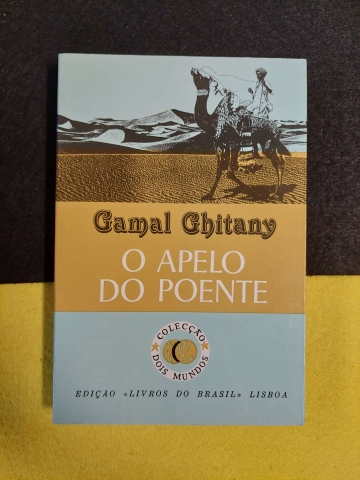 Gamal Ghitany
O APELO
DO POENTE
COLECÇÃO
DOIS MUNDOS
EDIÇÃO «LIVROS DO BRASIL» LISBOA